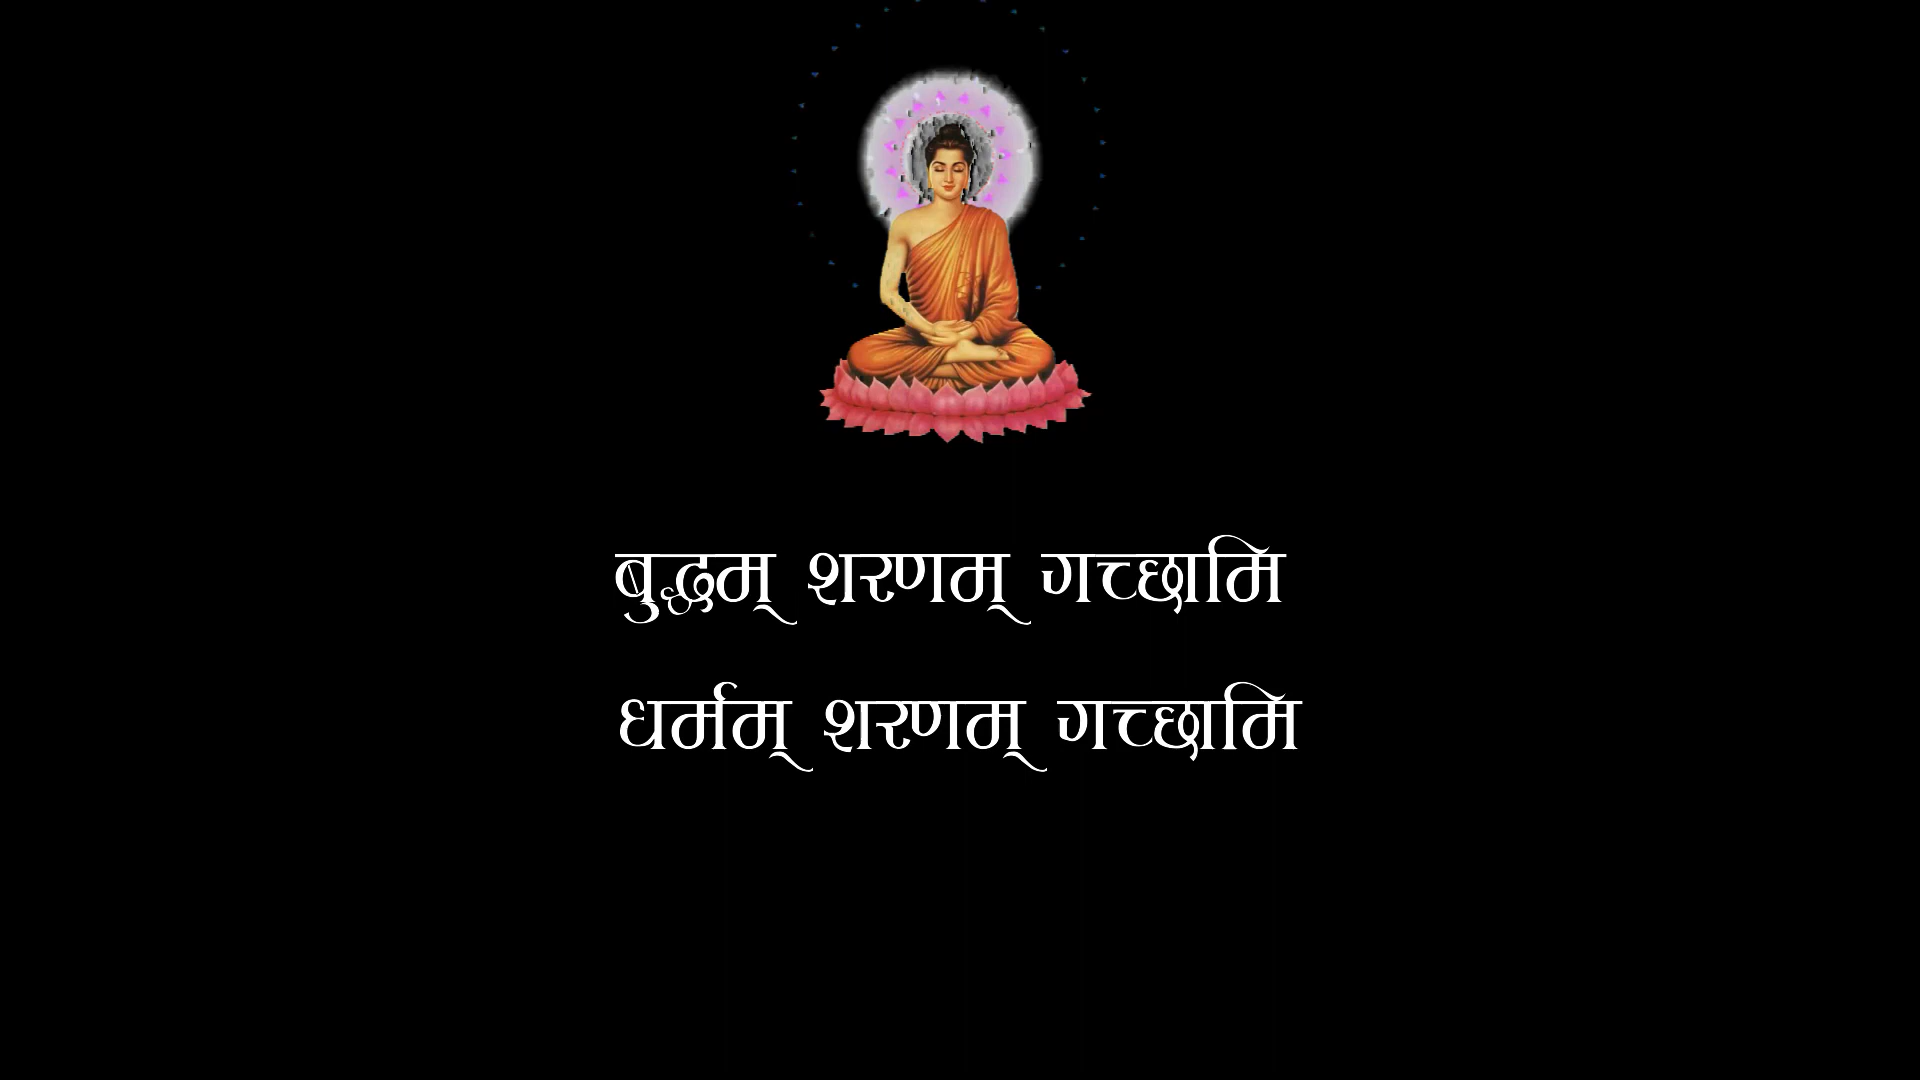 बुद्धम् शरणम् गच्छामि
धर्मम् शरणम् गच्छामि